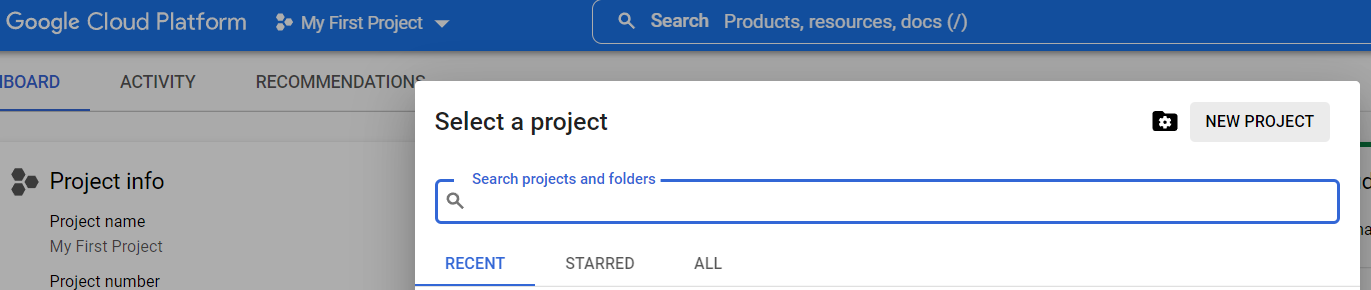 Google Cloud Platform My First Project Search Products, resources, docs (/)
ACTIVITY RECOMMENDATIONS
Select a project NEW PROJECT
Search projects and folders
Project info
Project name
My First Project
RECENT STARRED ALL
Project number